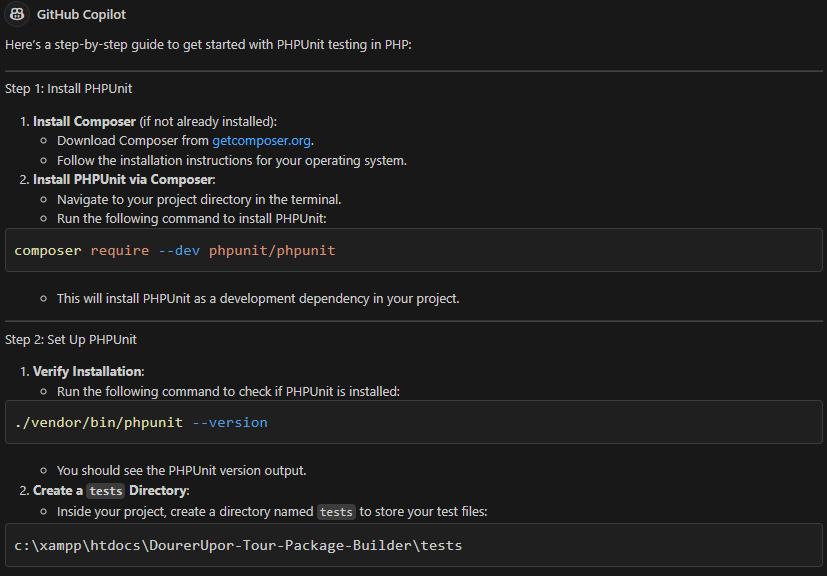 GitHub Copilot
Here's a step-by-step guide to get started with PHPUnit testing in PHP:
Step 1: Install PHPUnit
1. Install Composer (if not already installed):
Download Composer from getcomposer.org.
Follow the installation instructions for your operating system.
2. Install PHPUnit via Composer:
Navigate to your project directory in the terminal.
Run the following command to install PHPUnit:
composer require --dev phpunit/phpunit
This will install PHPUnit as a development dependency in your project.
Step 2: Set Up PHPUnit
1. Verify Installation:
Run the following command to check if PHPUnit is installed:
./vendor/bin/phpunit --version
You should see the PHPUnit version output.
2. Create a tests Directory:
Inside your project, create a directory named tests to store your test files:
c:\xampp\htdocs\DourerUpor-Tour-Package-Builder\tests